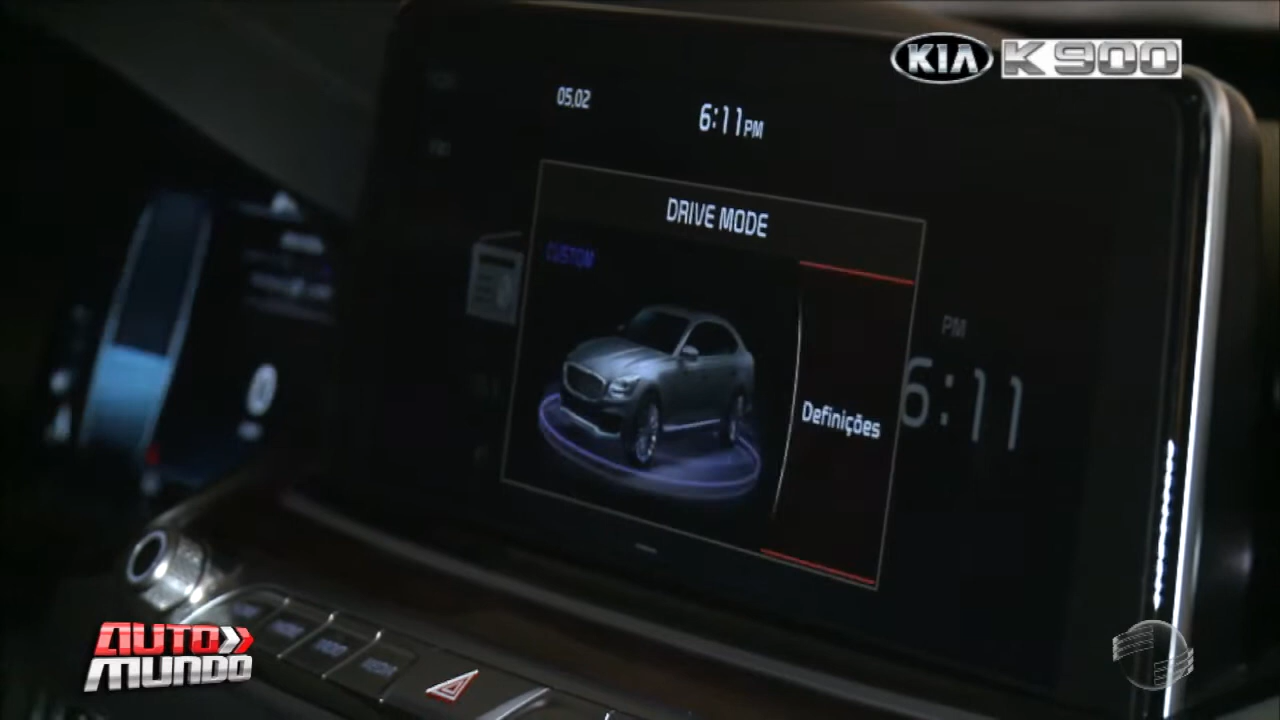 KIA K900
05.02
6:11PM
DRIVE MODE
CUSTOM
Definições
PM
6:11
AUTO
MUNDO